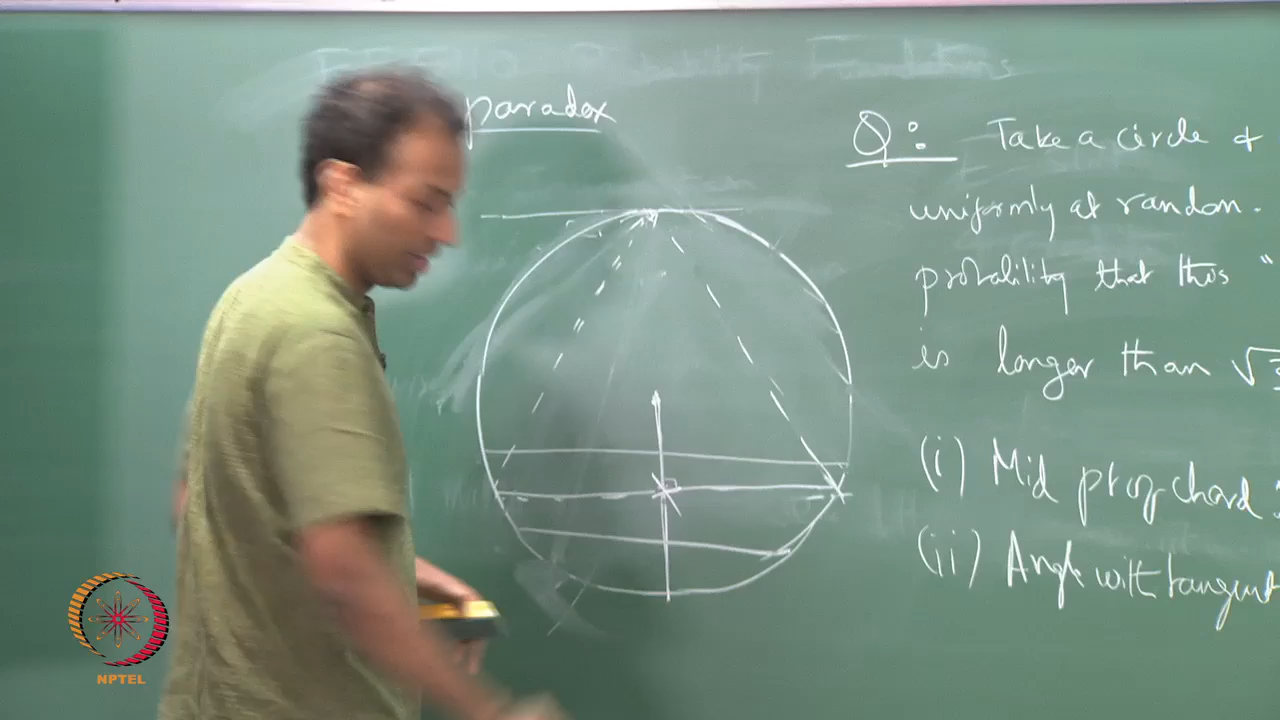 paradox
Q: Take a circle &
uniformly at random.
probability that this "
is longer than √3
(i) Mid pt of chord
(ii) Angle with tangent
NPTEL